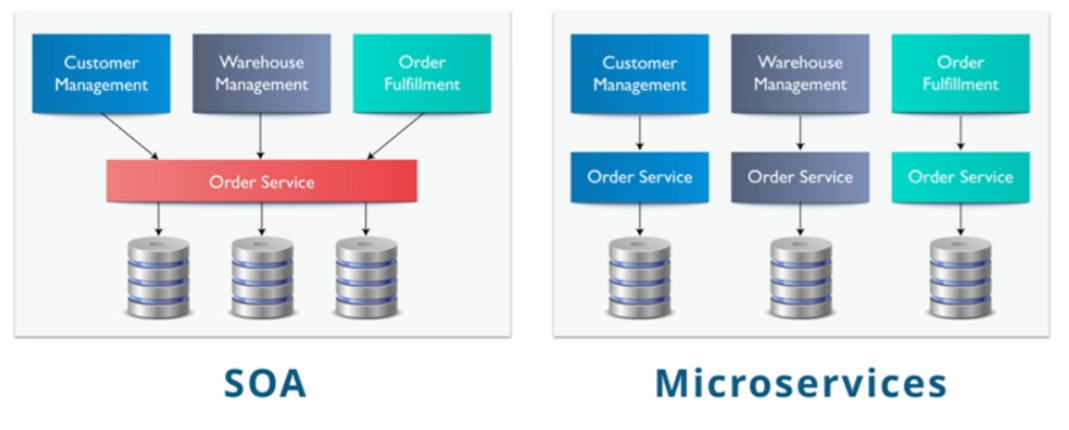 Customer
Management
Warehouse
Management
Order
Fulfillment
Order Service
SOA
Customer
Management
Warehouse
Management
Order
Fulfillment
Order Service
Order Service
Order Service
Microservices